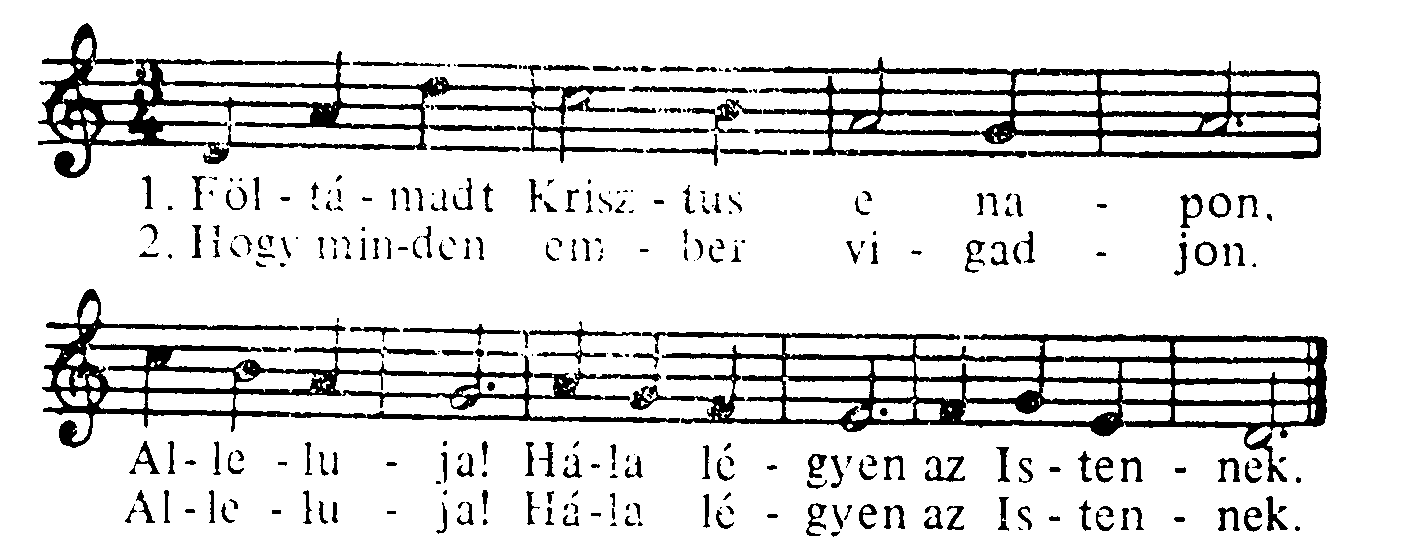 1. Föl - tá - madt Krisz - tus e na - pon,
2. Hogy min-den em - ber vi - gad - jon.
Al- le - lu - ja! Há-la lé - gyen az Is - ten - nek.
Al - le - lu - ja! Há-la lé - gyen az Is - ten - nek.